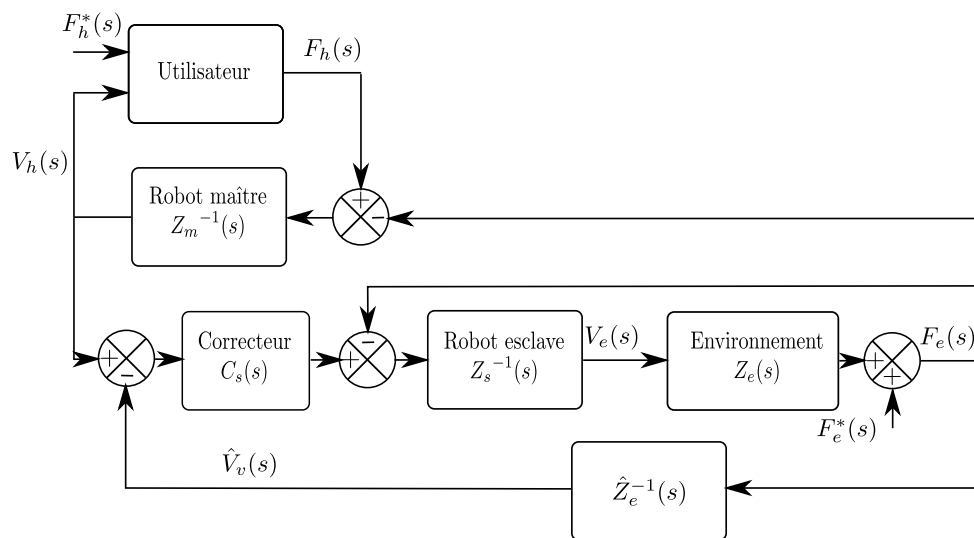 F_h^*(s)
Utilisateur
F_h(s)
V_h(s)
Robot maître
Z_m^{-1}(s)
+
−
−
Correcteur
C_s(s)
Robot esclave
Z_s^{-1}(s)
V_e(s)
Environnement
Z_e(s)
F_e(s)
+
−
+
+
+
F_e^*(s)
\hat{V}_v(s)
\hat{Z}_e^{-1}(s)